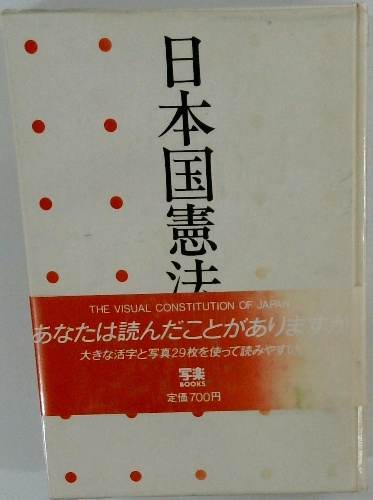 日本国憲法
THE VISUAL CONSTITUTION OF JAPAN
あなたは読んだことがあります
大きな活字と写真29枚を使って読みやすい
写楽
BOOKS
定価700円